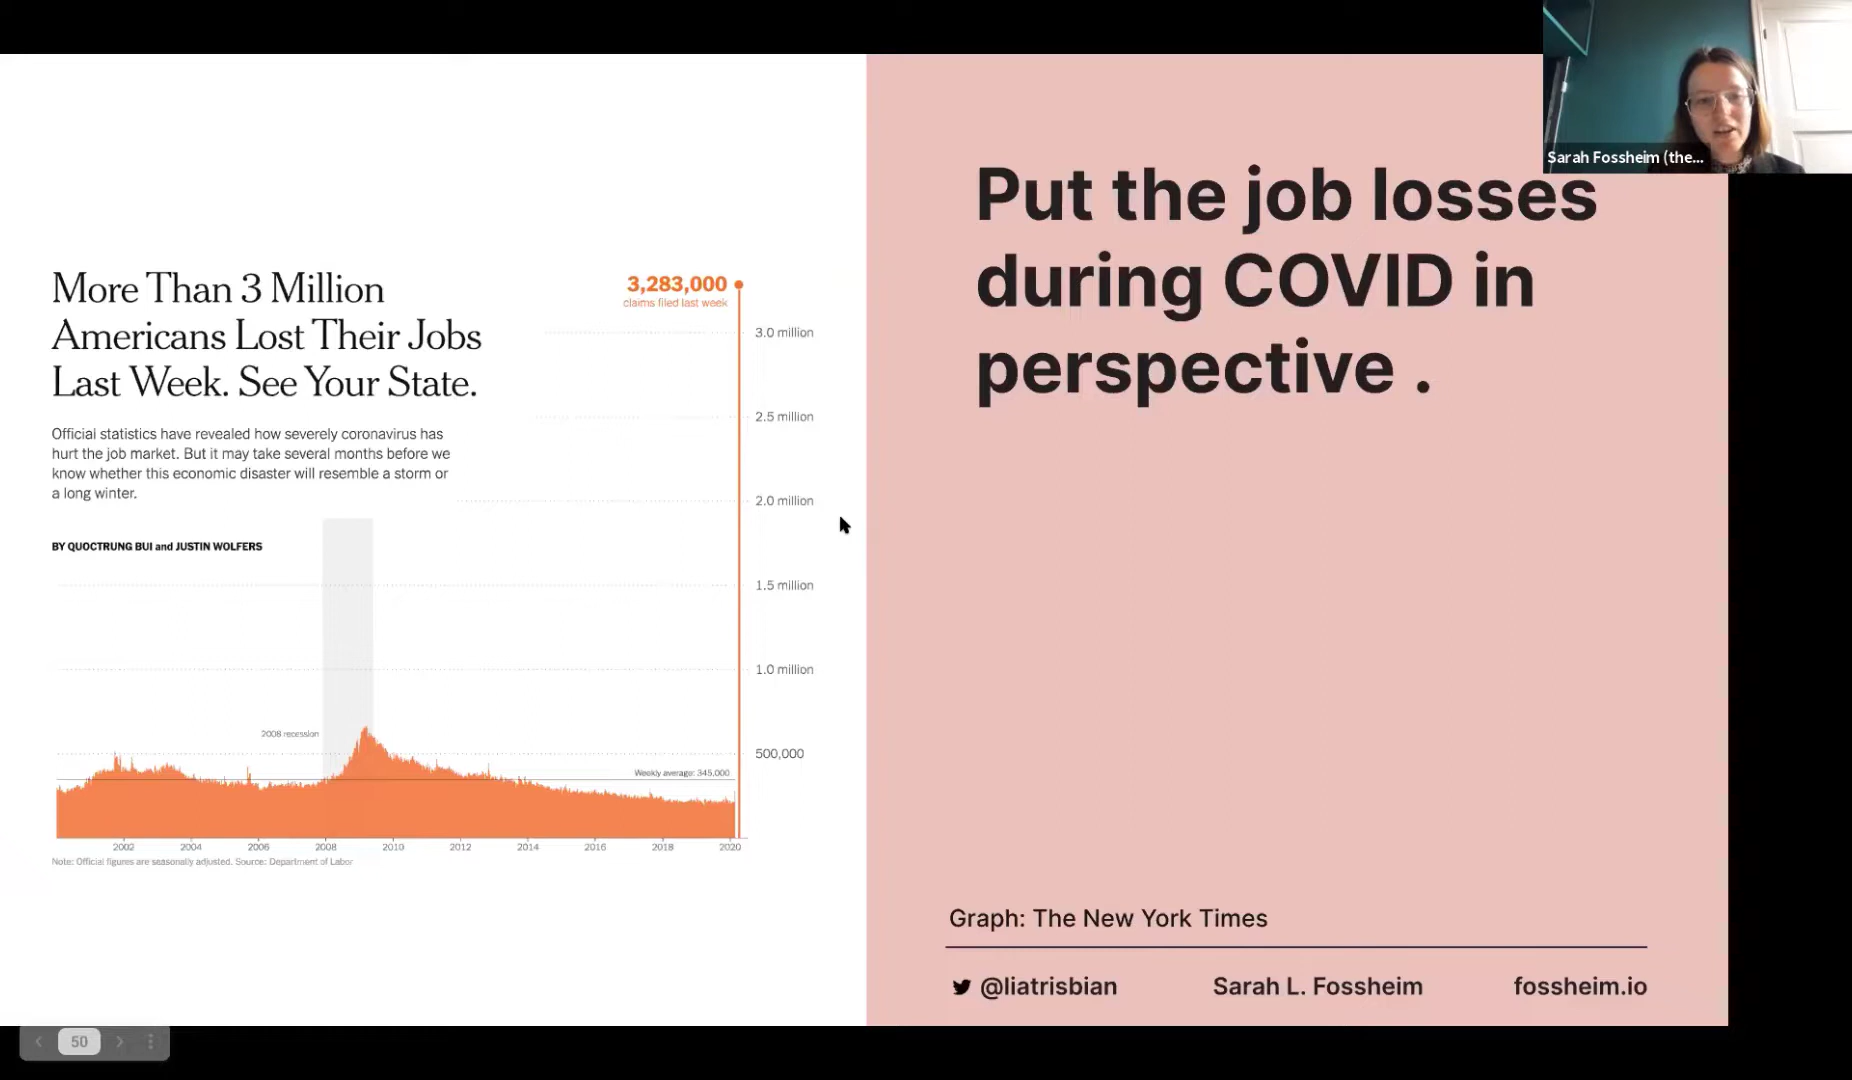 Sarah Fossheim (the...
Put the job losses
during COVID in
perspective .
More Than 3 Million
Americans Lost Their Jobs
Last Week. See Your State.
Official statistics have revealed how severely coronavirus has
hurt the job market. But it may take several months before we
know whether this economic disaster will resemble a storm or
a long winter.
BY QUOCTRUNG BUI and JUSTIN WOLFERS
3,283,000
claims filed last week
3.0 million
2.5 million
2.0 million
1.5 million
1.0 million
2008 recession
500,000
Weekly average: 345,000
2002 2004 2006 2008 2010 2012 2014 2016 2018 2020
Note: Official figures are seasonally adjusted. Source: Department of Labor
Graph: The New York Times
@liatrisbian Sarah L. Fossheim fossheim.io
50